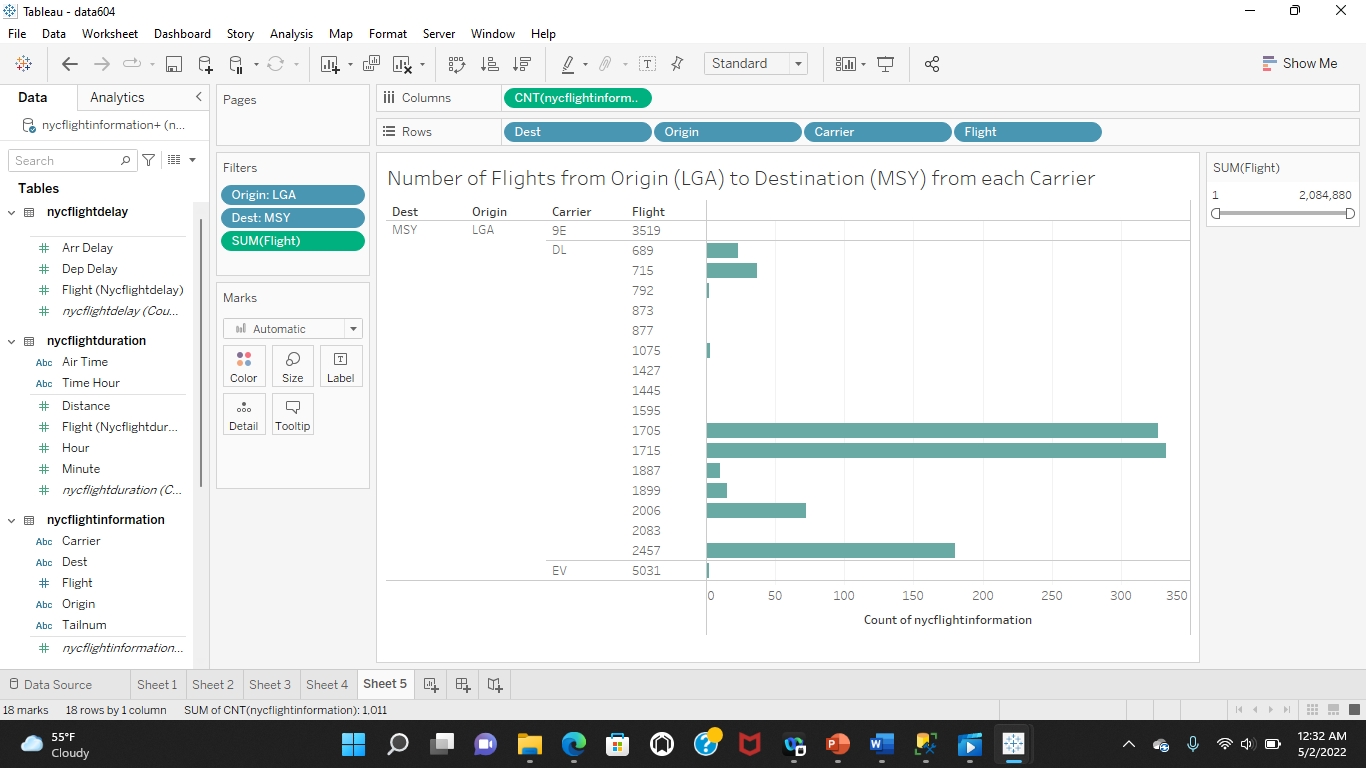 Tableau - data604
File Data Worksheet Dashboard Story Analysis Map Format Server Window Help
Standard
Show Me
Data Analytics
nycflightinformation+ (n...
Search
Tables
nycflightdelay
Arr Delay
Dep Delay
Flight (Nycflightdelay)
nycflightdelay (Cou...
nycflightduration
Abc Air Time
Abc Time Hour
Distance
Flight (Nycflightdur...
Hour
Minute
nycflightduration (C...
nycflightinformation
Abc Carrier
Abc Dest
Flight
Abc Origin
Abc Tailnum
nycflightinformation...
Pages
Filters
Origin: LGA
Dest: MSY
SUM(Flight)
Marks
Automatic
Color Size Label
Detail Tooltip
Columns CNT(nycflightinform..
Rows Dest Origin Carrier Flight
Number of Flights from Origin (LGA) to Destination (MSY) from each Carrier
Dest Origin Carrier Flight
MSY LGA 9E 3519
DL 689
715
792
873
877
1075
1427
1445
1595
1705
1715
1887
1899
2006
2083
2457
EV 5031
0 50 100 150 200 250 300 350
Count of nycflightinformation
SUM(Flight)
1 2,084,880
Data Source Sheet 1 Sheet 2 Sheet 3 Sheet 4 Sheet 5
18 marks 18 rows by 1 column SUM of CNT(nycflightinformation): 1,011
55°F
Cloudy
12:32 AM
5/2/2022